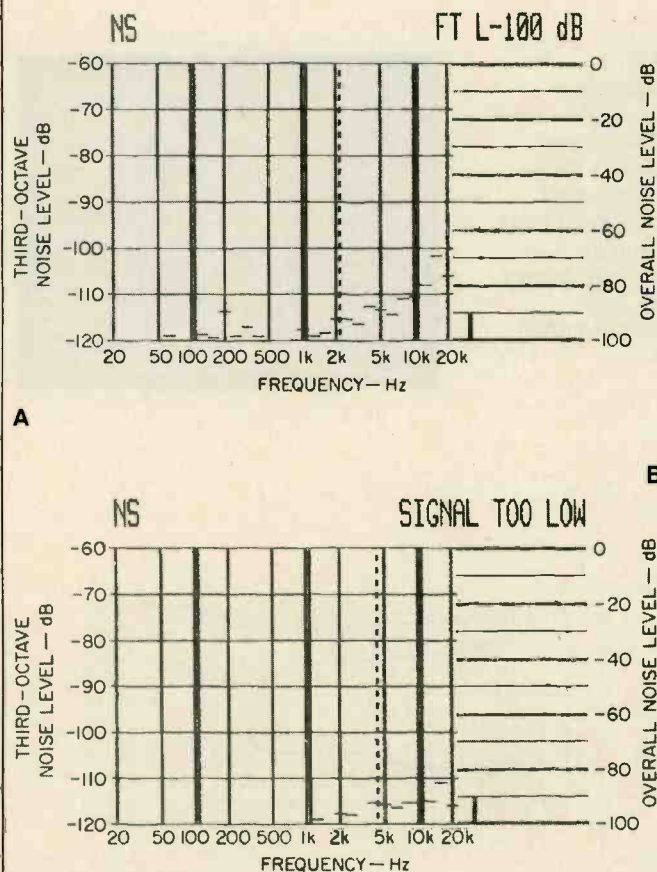 NS
FT L-100 dB
THIRD-OCTAVE
NOISE LEVEL — dB
-60
-70
-80
-90
-100
-110
-120
20 50 100 200 500 1k 2k 5k 10k 20k
FREQUENCY — Hz
0
-20
-40
-60
-80
-100
OVERALL NOISE LEVEL — dB
A
B
NS
SIGNAL TOO LOW
THIRD-OCTAVE
NOISE LEVEL — dB
-60
-70
-80
-90
-100
-110
-120
20 50 100 200 500 1k 2k 5k 10k 20k
FREQUENCY — Hz
0
-20
-40
-60
-80
-100
OVERALL NOISE LEVEL — dB